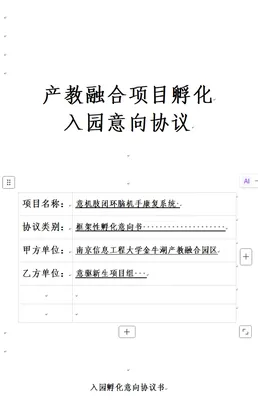 产教融合项目孵化
入园意向协议
AI
项目名称： 意机肢闭环脑机手康复系统
协议类别： 框架性孵化意向书
甲方单位： 南京信息工程大学金牛湖产教融合园区
乙方单位： 意驱新生项目组
入园孵化意向协议书